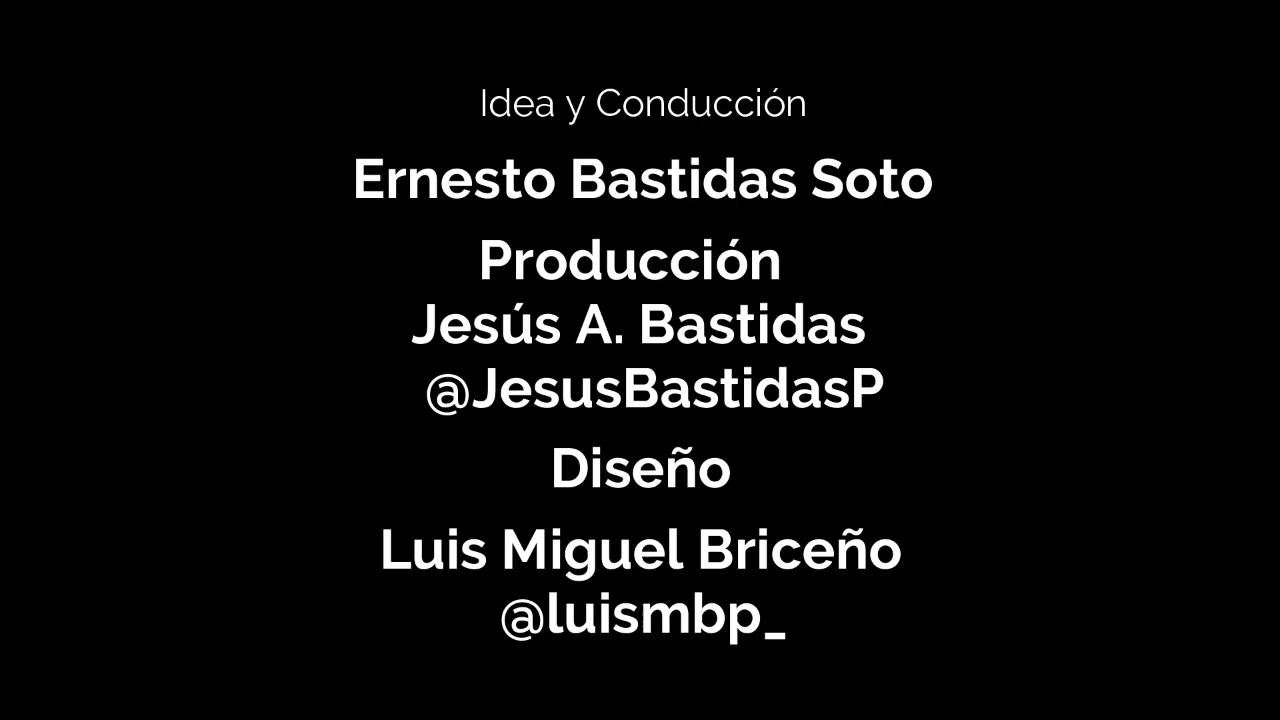 Idea y Conducción
Ernesto Bastidas Soto
Producción
Jesús A. Bastidas
@JesusBastidasP
Diseño
Luis Miguel Briceño
@luismbp_